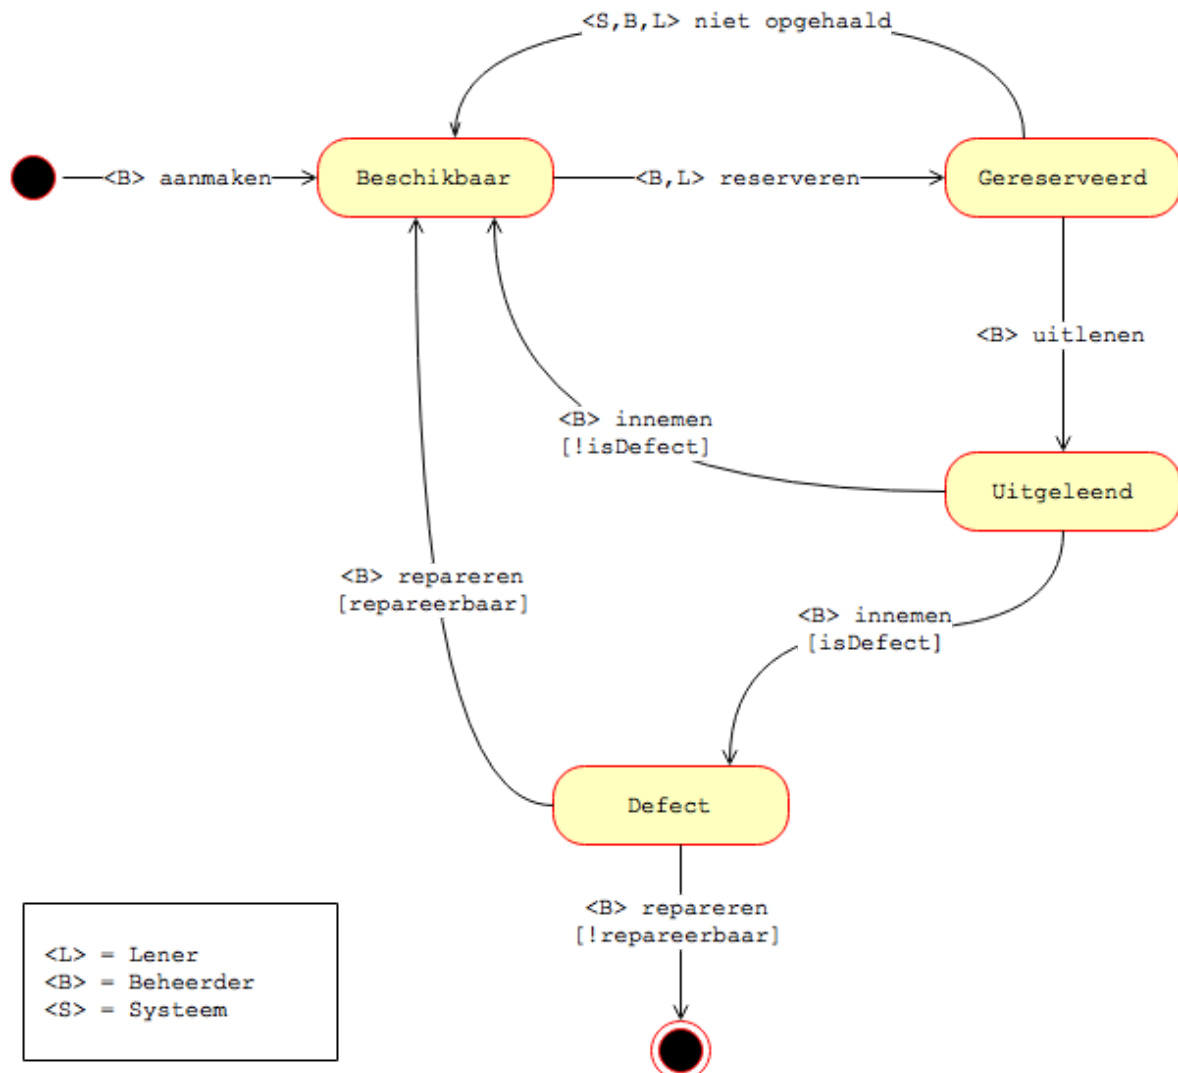 <S,B,L> niet opgehaald
<B> aanmaken
Beschikbaar
<B,L> reserveren
Gereserveerd
<B> uitlenen
<B> innemen
[!isDefect]
Uitgeleend
<B> repareren
[repareerbaar]
<B> innemen
[isDefect]
Defect
<B> repareren
[!repareerbaar]
<L> = Lener
<B> = Beheerder
<S> = Systeem